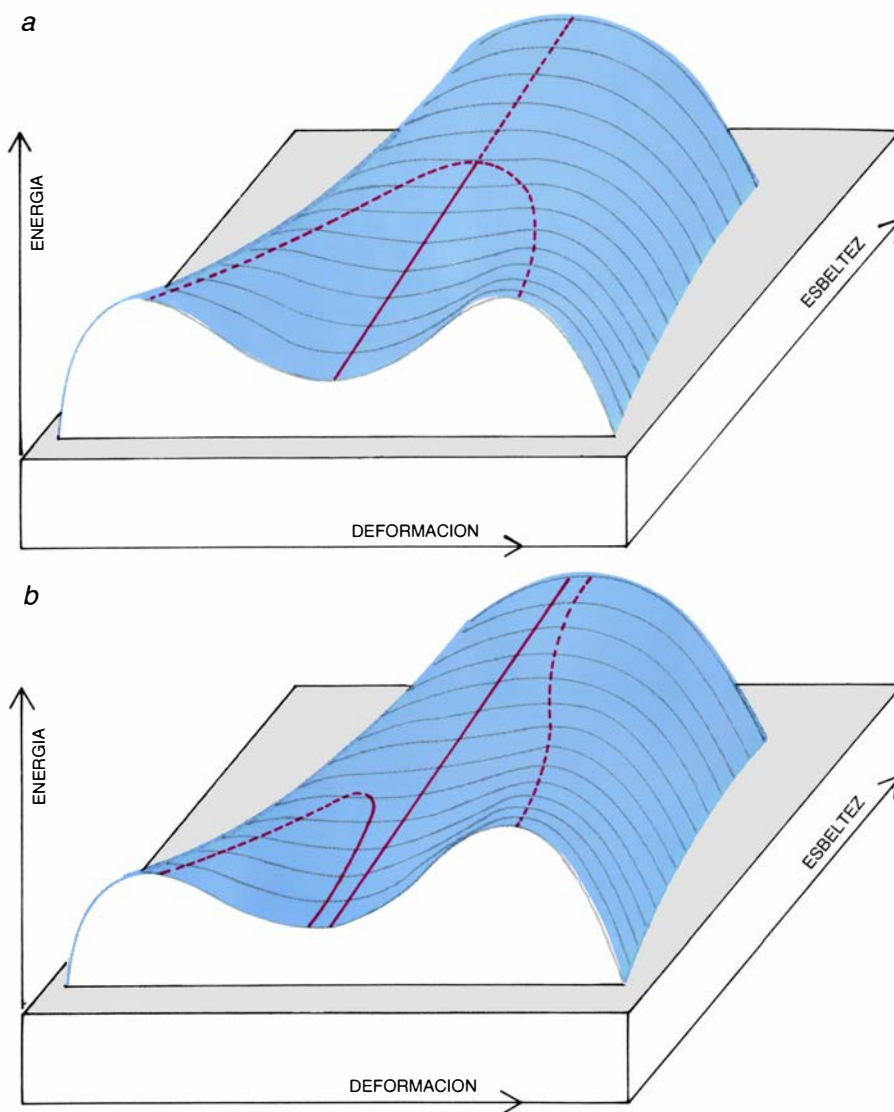 a
ENERGIA
ESBELTEZ
DEFORMACION
b
ENERGIA
ESBELTEZ
DEFORMACION